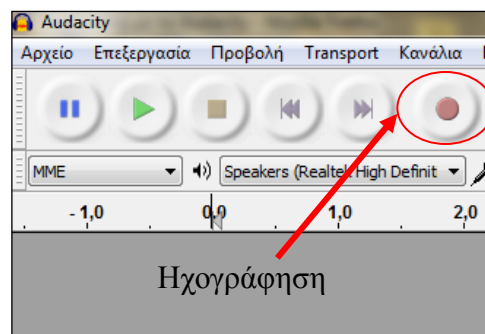 Audacity
Αρχείο Επεξεργασία Προβολή Transport Κανάλια
MME Speakers (Realtek High Definit
- 1,0 0,0 1,0 2,0
Ηχογράφηση